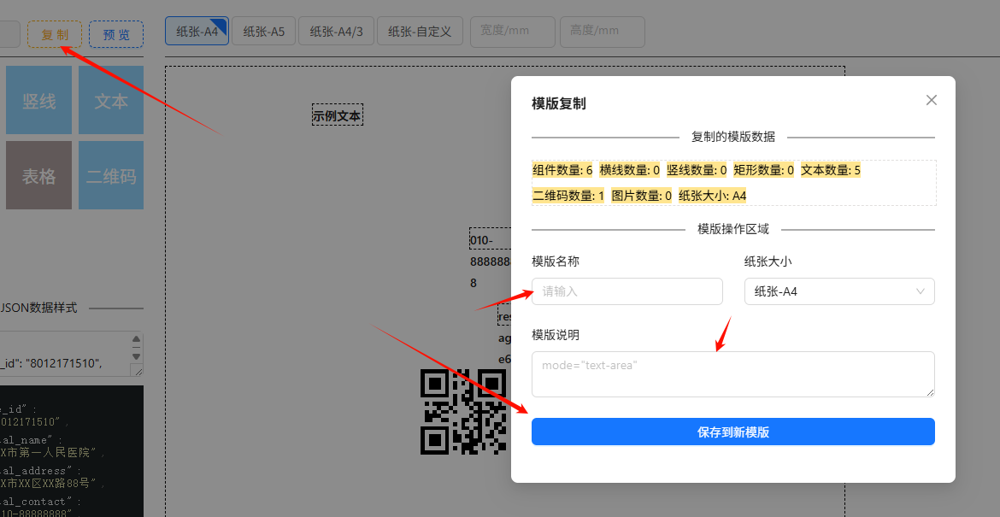 复 制
预 览
纸张-A4
纸张-A5
纸张-A4/3
纸张-自定义
宽度/mm
高度/mm
竖线
文本
表格
二维码
示例文本
010-
888888
8
res
ag
e6
JSON数据样式
_id": "8012171510",
e_id" :
012171510" ,
al_name" :
X市第一人民医院" ,
al_address" :
X市XX区XX路88号" ,
al_contact" :
10-88888888" ,
模版复制
复制的模版数据
组件数量: 6 横线数量: 0 竖线数量: 0 矩形数量: 0 文本数量: 5
二维码数量: 1 图片数量: 0 纸张大小: A4
模版操作区域
模版名称
纸张大小
请输入
纸张-A4
模版说明
mode="text-area"
保存到新模版